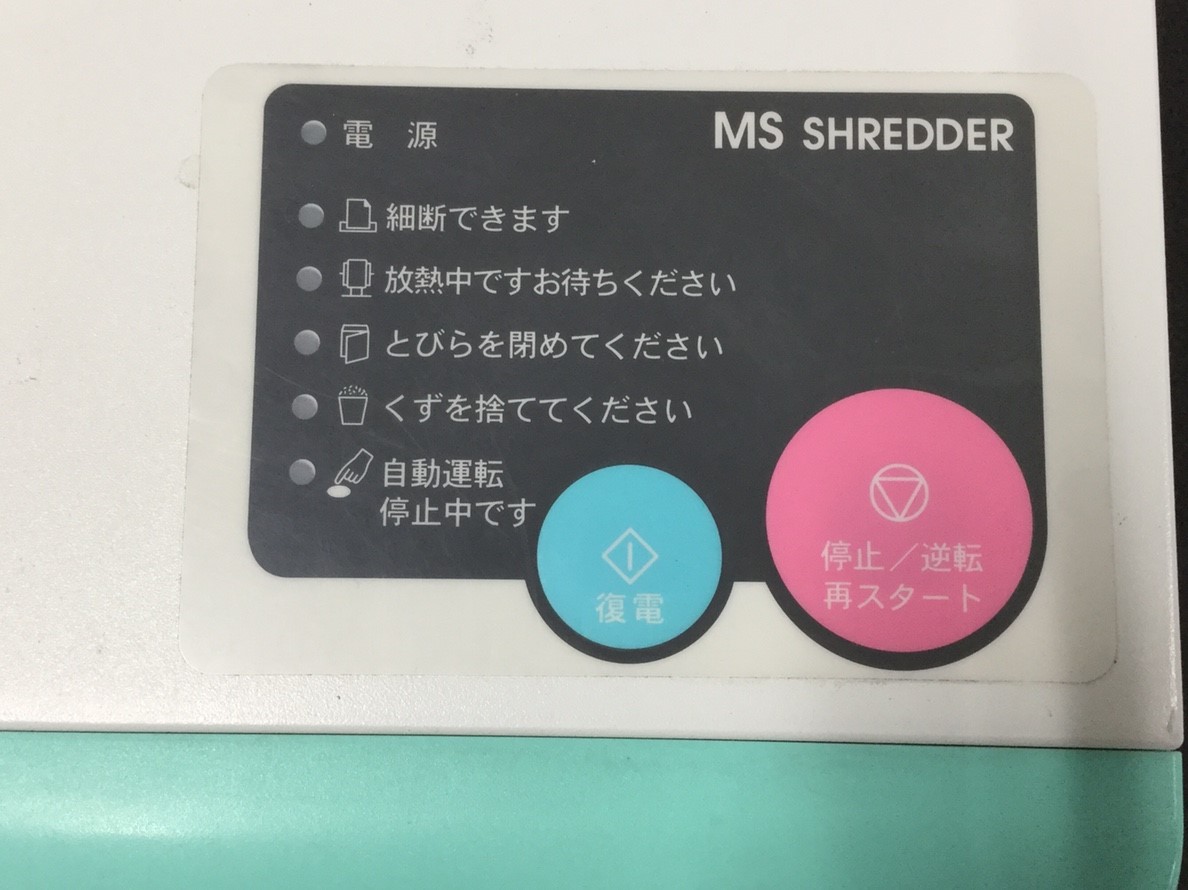 電　源
MS SHREDDER
細断できます
放熱中ですお待ちください
とびらを閉めてください
くずを捨ててください
自動運転
停止中です
復電
停止／逆転
再スタート